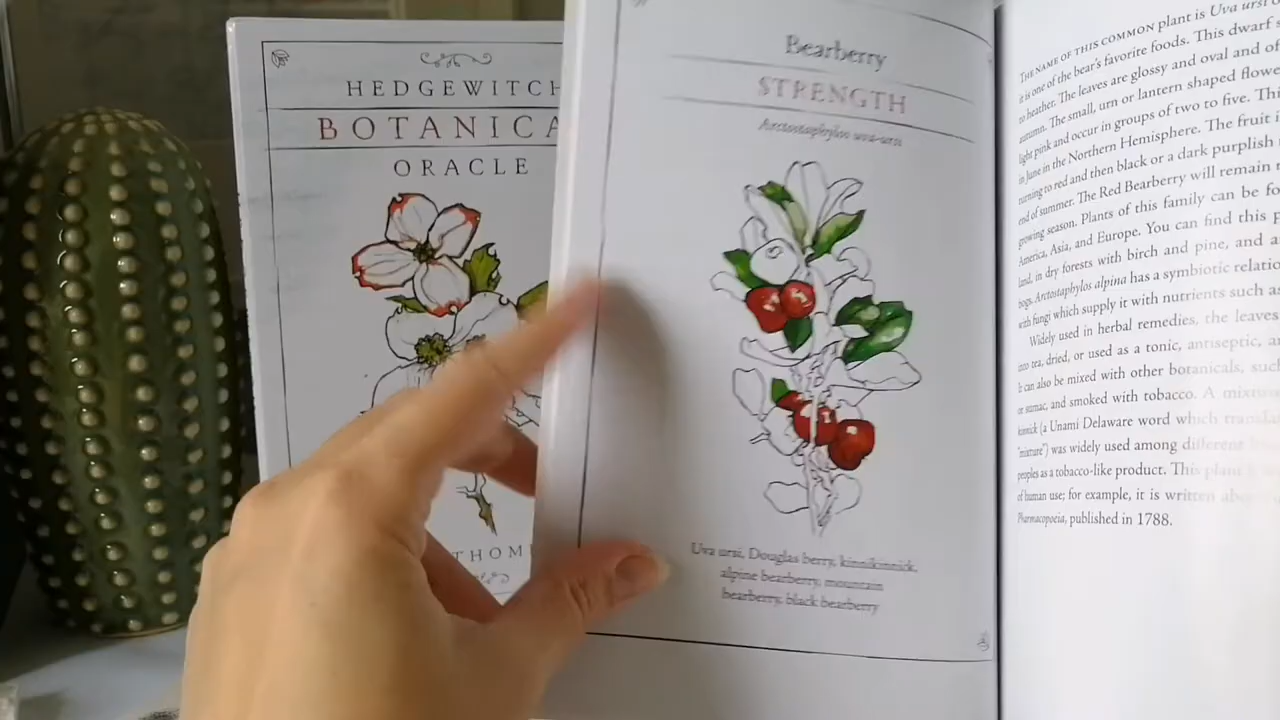 HEDGEWITCH
BOTANICA
ORACLE
THOM
Bearberry
STRENGTH
Arctostaphylos uva-ursi
Uva ursi, Douglas berry, kinnikinnick,
alpine bearberry, mountain
bearberry, black bearberry
THE NAME OF THIS COMMON plant is Uva ursi
it is one of the bear's favorite foods. This dwarf
to heather. The leaves are glossy and oval and of
autumn. The small, urn or lantern shaped flowe
light pink and occur in groups of two to five. Thi
in June in the Northern Hemisphere. The fruit i
turning to red and then black or a dark purplish
end of summer. The Red Bearberry will remain
growing season. Plants of this family can be fo
America, Asia, and Europe. You can find this p
land, in dry forests with birch and pine, and a
bogs. Arctostaphylos alpina has a symbiotic relatio
with fungi which supply it with nutrients such as
Widely used in herbal remedies, the leaves
into tea, dried, or used as a tonic, antiseptic, a
It can also be mixed with other botanicals, suc
or sumac, and smoked with tobacco. A mixtu
kinnick (a Unami Delaware word which transla
"mixture") was widely used among different
peoples as a tobacco-like product. This plant
of human use; for example, it is written abo
Pharmacopoeia, published in 1788.